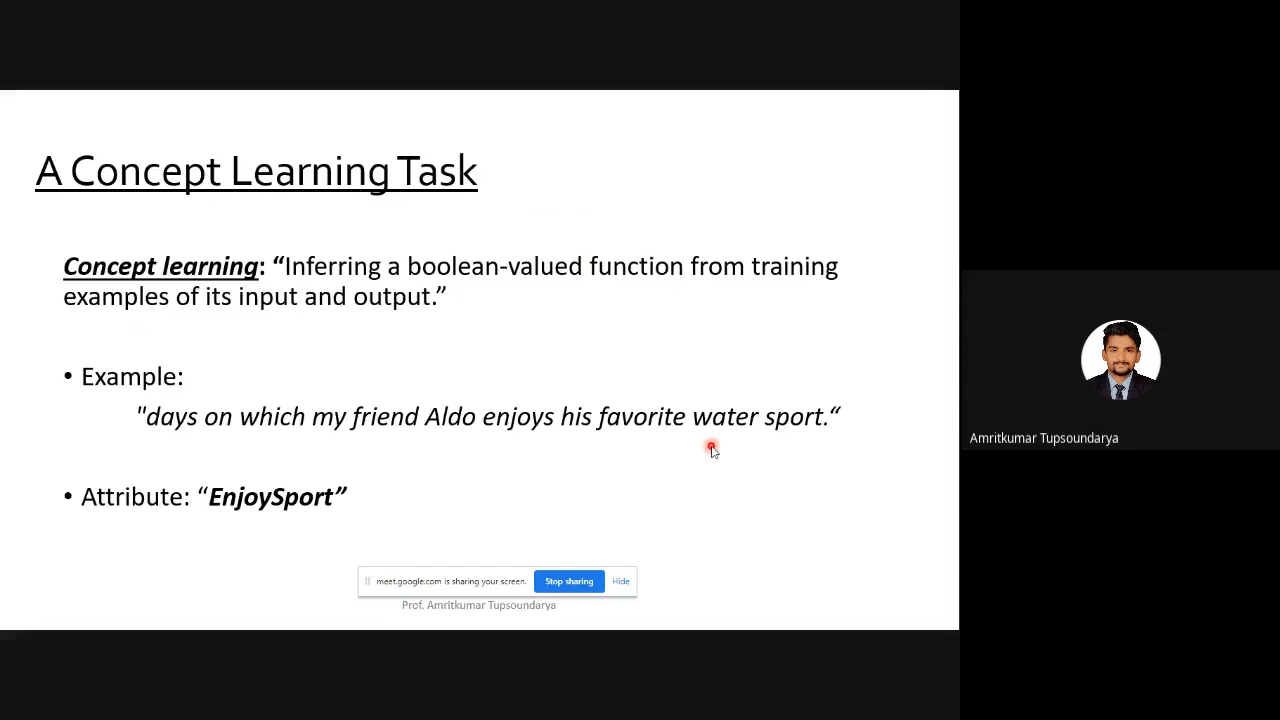 A Concept Learning Task
Concept learning: “Inferring a boolean-valued function from training
examples of its input and output.”
• Example:
"days on which my friend Aldo enjoys his favorite water sport.“
• Attribute: “EnjoySport”
meet.google.com is sharing your screen. Stop sharing Hide
Prof. Amritkumar Tupsoundarya
Amritkumar Tupsoundarya